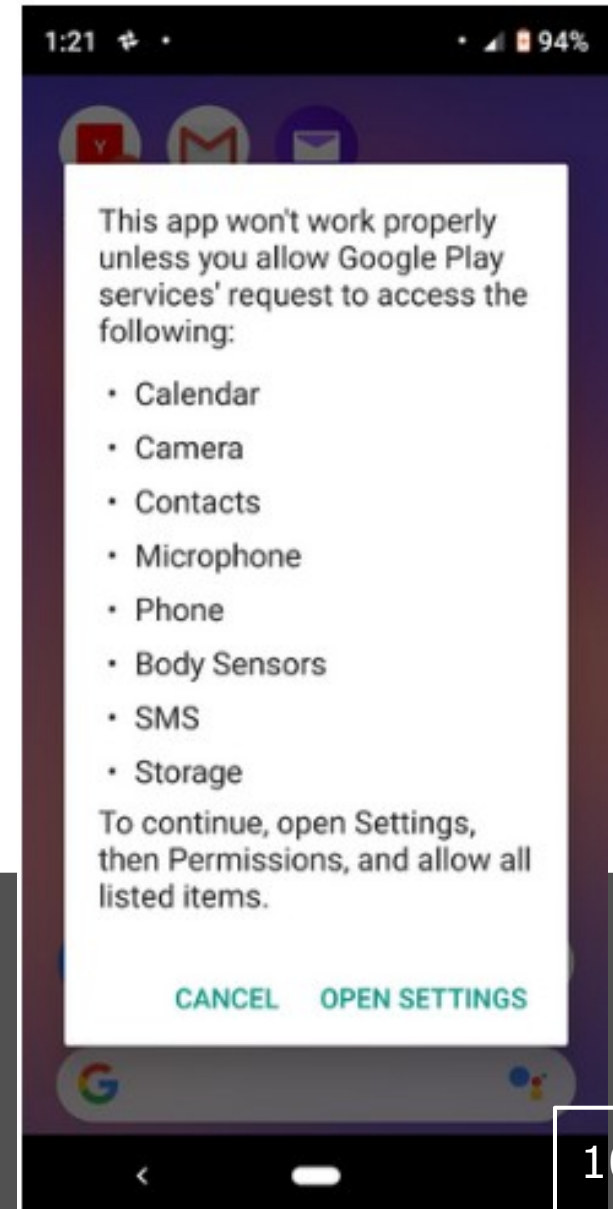 1:21
94%
Y
This app won't work properly
unless you allow Google Play
services' request to access the
following:
• Calendar
• Camera
• Contacts
• Microphone
• Phone
• Body Sensors
• SMS
• Storage
To continue, open Settings,
then Permissions, and allow all
listed items.
CANCEL OPEN SETTINGS
G